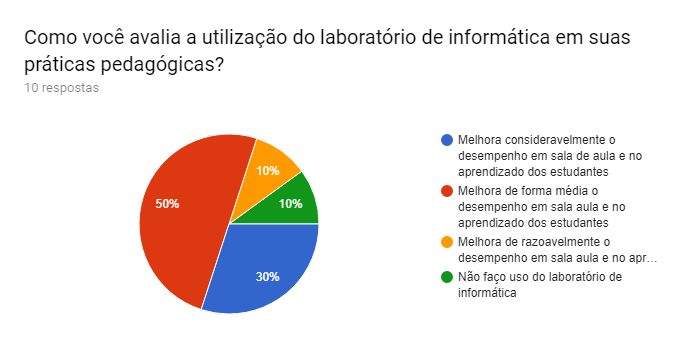 Como você avalia a utilização do laboratório de informática em suas
práticas pedagógicas?
10 respostas
50%
10%
10%
30%
Melhora consideravelmente o
desempenho em sala de aula e no
aprendizado dos estudantes
Melhora de forma média o
desempenho em sala aula e no
aprendizado dos estudantes
Melhora de razoavelmente o
desempenho em sala aula e no apr…
Não faço uso do laboratório de
informática